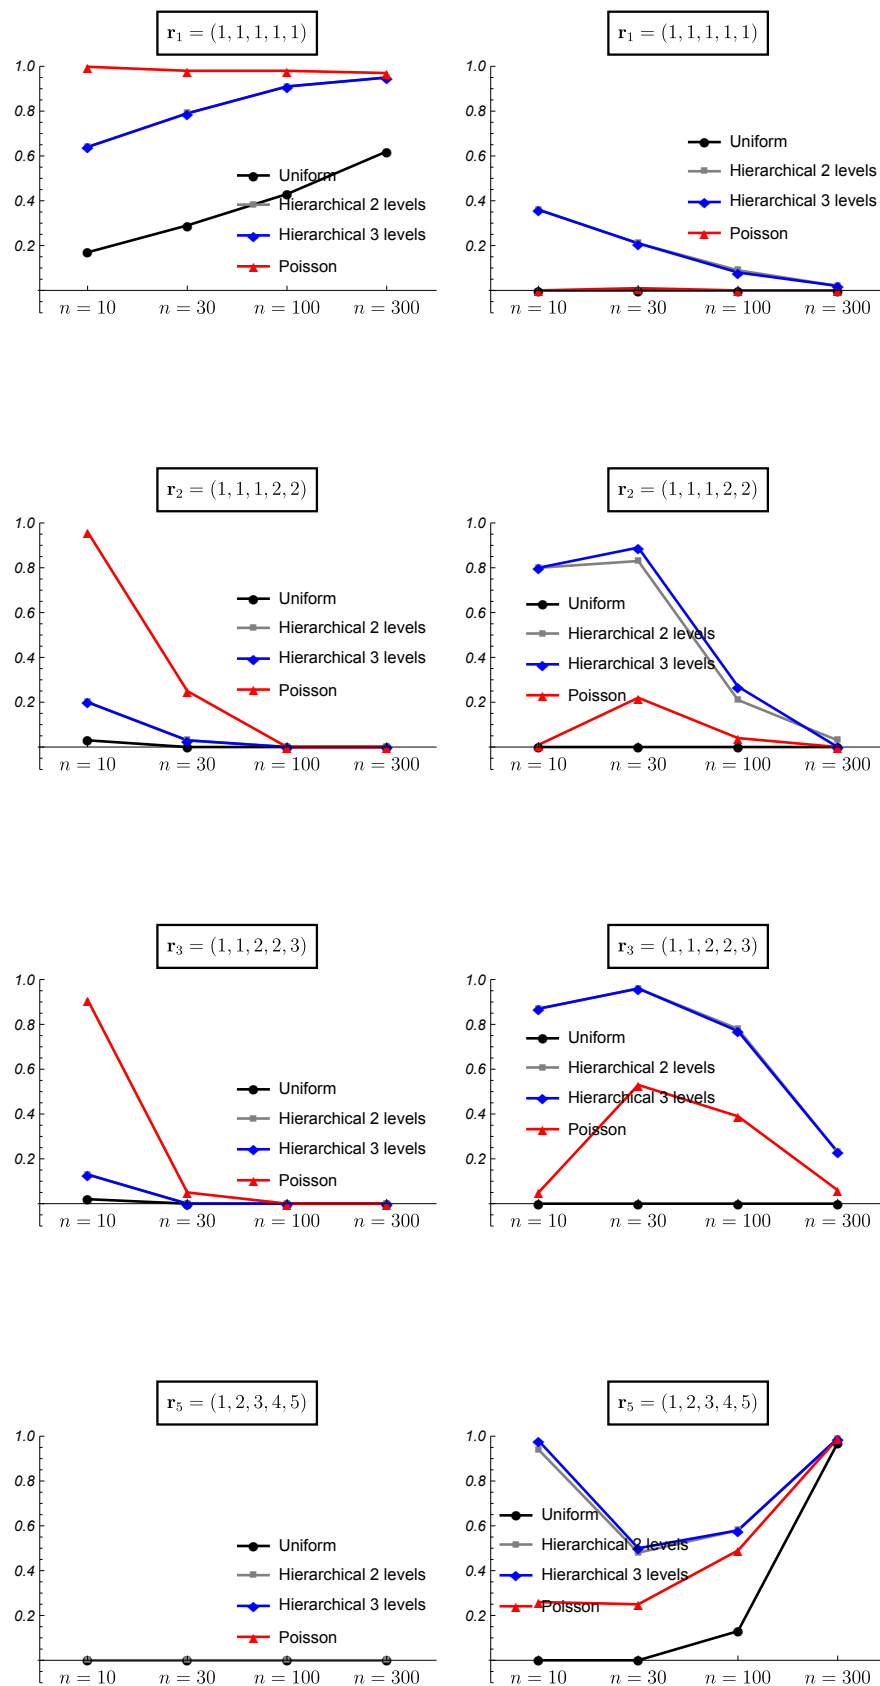 r₁ = (1, 1, 1, 1, 1)
1.0
0.8
0.6
0.4
0.2
Uniform
Hierarchical 2 levels
Hierarchical 3 levels
Poisson
n = 10 n = 30 n = 100 n = 300
r₁ = (1, 1, 1, 1, 1)
1.0
0.8
0.6
0.4
0.2
Uniform
Hierarchical 2 levels
Hierarchical 3 levels
Poisson
n = 10 n = 30 n = 100 n = 300
r₂ = (1, 1, 1, 2, 2)
1.0
0.8
0.6
0.4
0.2
Uniform
Hierarchical 2 levels
Hierarchical 3 levels
Poisson
n = 10 n = 30 n = 100 n = 300
r₂ = (1, 1, 1, 2, 2)
1.0
0.8
0.6
0.4
0.2
Uniform
Hierarchical 2 levels
Hierarchical 3 levels
Poisson
n = 10 n = 30 n = 100 n = 300
r₃ = (1, 1, 2, 2, 3)
1.0
0.8
0.6
0.4
0.2
Uniform
Hierarchical 2 levels
Hierarchical 3 levels
Poisson
n = 10 n = 30 n = 100 n = 300
r₃ = (1, 1, 2, 2, 3)
1.0
0.8
0.6
0.4
0.2
Uniform
Hierarchical 2 levels
Hierarchical 3 levels
Poisson
n = 10 n = 30 n = 100 n = 300
r₅ = (1, 2, 3, 4, 5)
1.0
0.8
0.6
0.4
0.2
Uniform
Hierarchical 2 levels
Hierarchical 3 levels
Poisson
n = 10 n = 30 n = 100 n = 300
r₅ = (1, 2, 3, 4, 5)
1.0
0.8
0.6
0.4
0.2
Uniform
Hierarchical 2 levels
Hierarchical 3 levels
Poisson
n = 10 n = 30 n = 100 n = 300